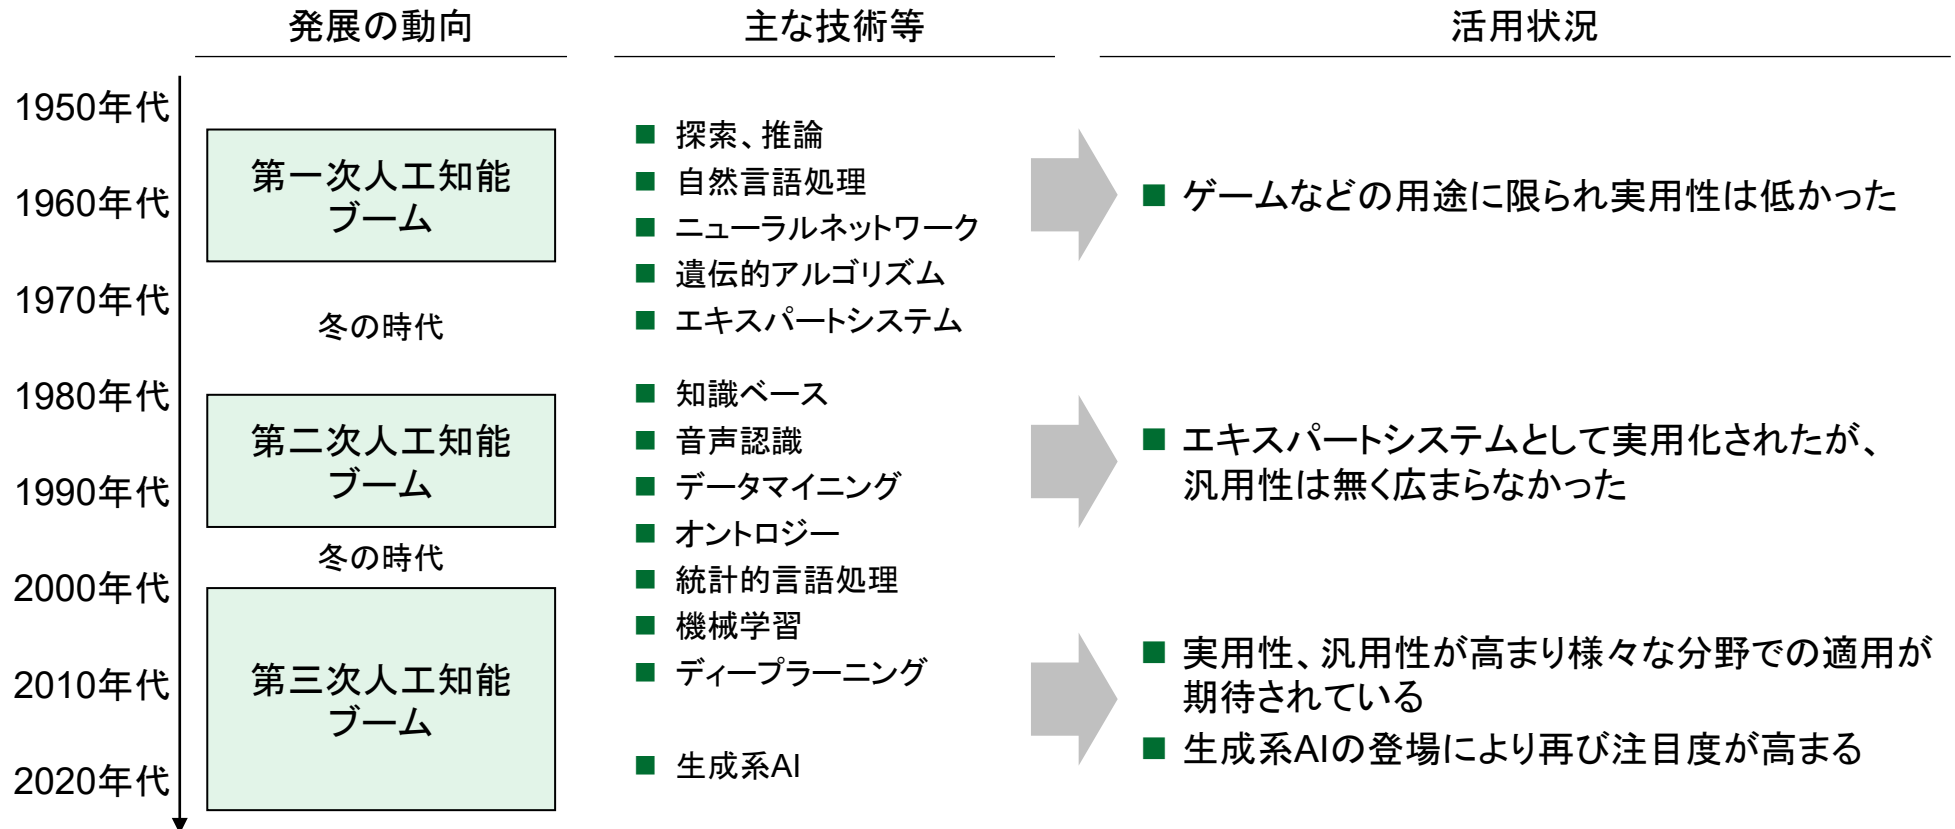 発展の動向
主な技術等
活用状況
1950年代
1960年代
1970年代
1980年代
1990年代
2000年代
2010年代
2020年代
第一次人工知能
ブーム
冬の時代
第二次人工知能
ブーム
冬の時代
第三次人工知能
ブーム
■ 探索、推論
■ 自然言語処理
■ ニューラルネットワーク
■ 遺伝的アルゴリズム
■ エキスパートシステム
■ 知識ベース
■ 音声認識
■ データマイニング
■ オントロジー
■ 統計的言語処理
■ 機械学習
■ ディープラーニング
■ 生成系AI
■ ゲームなどの用途に限られ実用性は低かった
■ エキスパートシステムとして実用化されたが、
汎用性は無く広まらなかった
■ 実用性、汎用性が高まり様々な分野での適用が
期待されている
■ 生成系AIの登場により再び注目度が高まる